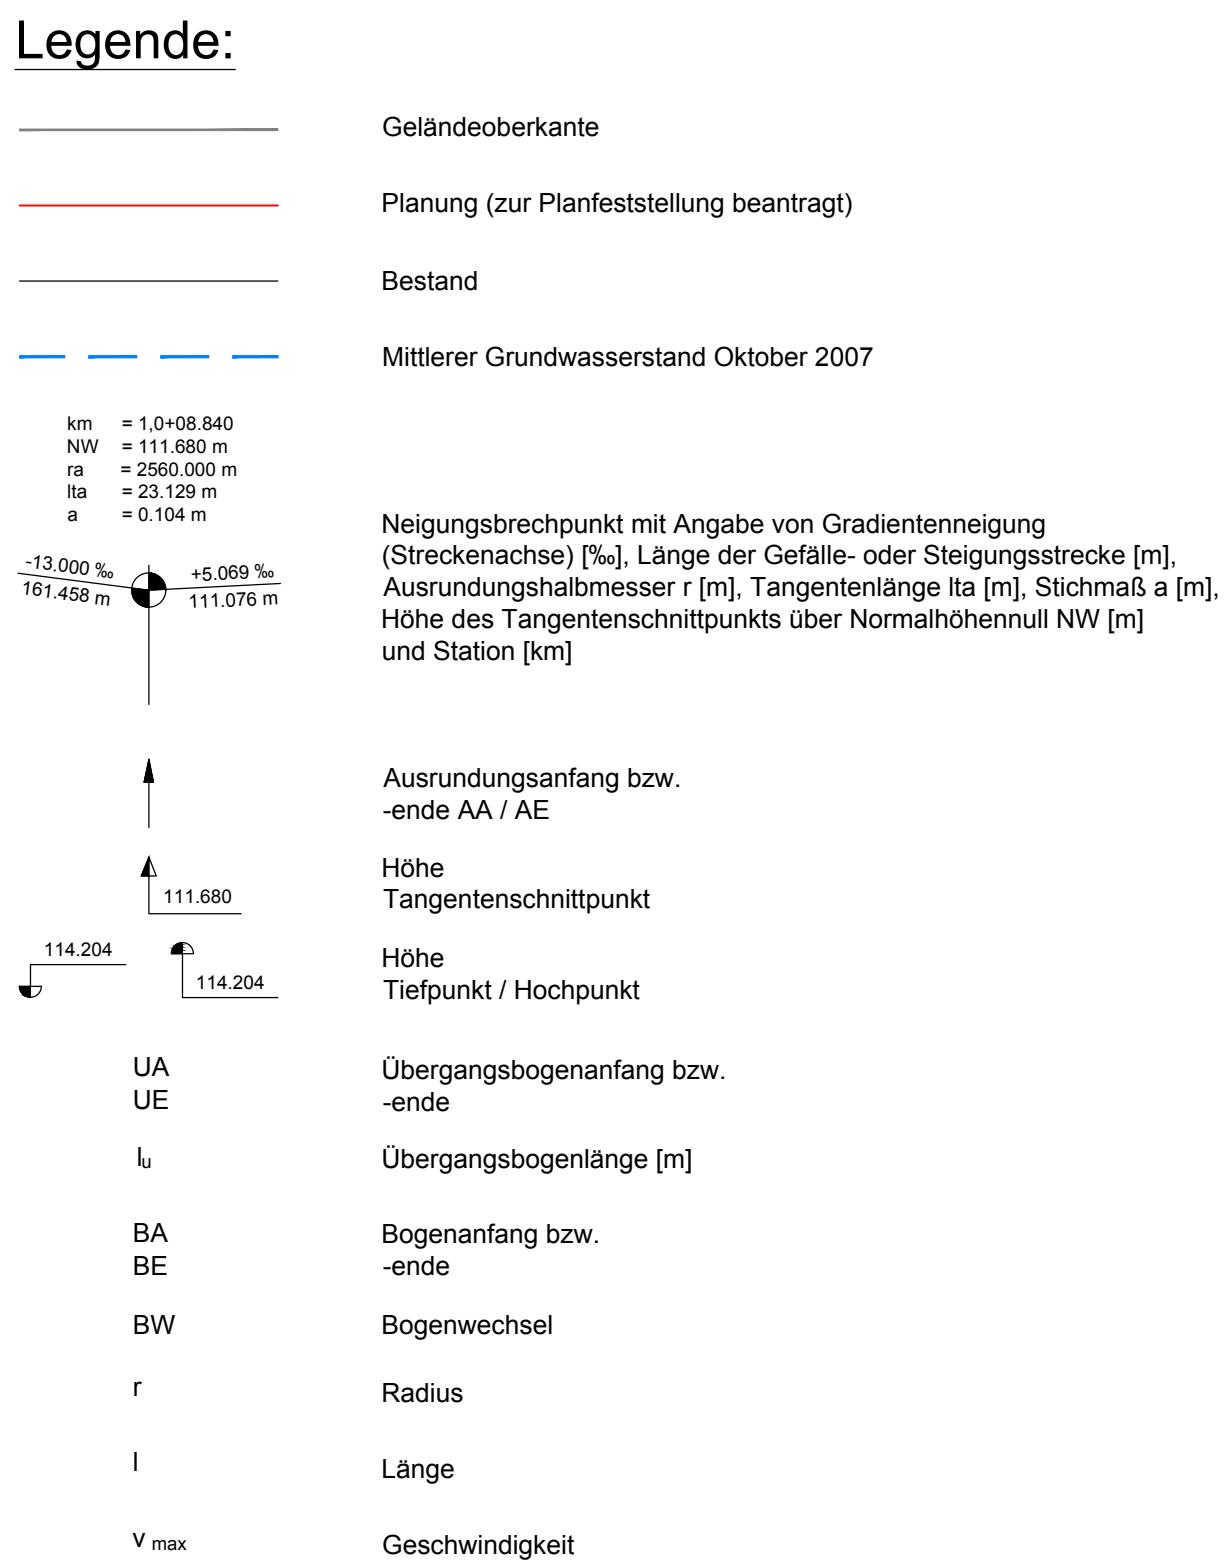 Legende:
Geländeoberkante
Planung (zur Planfeststellung beantragt)
Bestand
Mittlerer Grundwasserstand Oktober 2007
km = 1,0+08.840
NW = 111.680 m
ra = 2560.000 m
lta = 23.129 m
a = 0.104 m
-13.000 ‰
161.458 m
+5.069 ‰
111.076 m
Neigungsbrechpunkt mit Angabe von Gradientenneigung
(Streckenachse) [‰], Länge der Gefälle- oder Steigungsstrecke [m],
Ausrundungshalbmesser r [m], Tangentenlänge lta [m], Stichmaß a [m],
Höhe des Tangentenschnittpunkts über Normalhöhennull NW [m]
und Station [km]
Ausrundungsanfang bzw.
-ende AA / AE
111.680
Höhe
Tangentenschnittpunkt
114.204
114.204
Höhe
Tiefpunkt / Hochpunkt
UA Übergangsbogenanfang bzw.
UE -ende
lu Übergangsbogenlänge [m]
BA Bogenanfang bzw.
BE -ende
BW Bogenwechsel
r Radius
l Länge
v max Geschwindigkeit